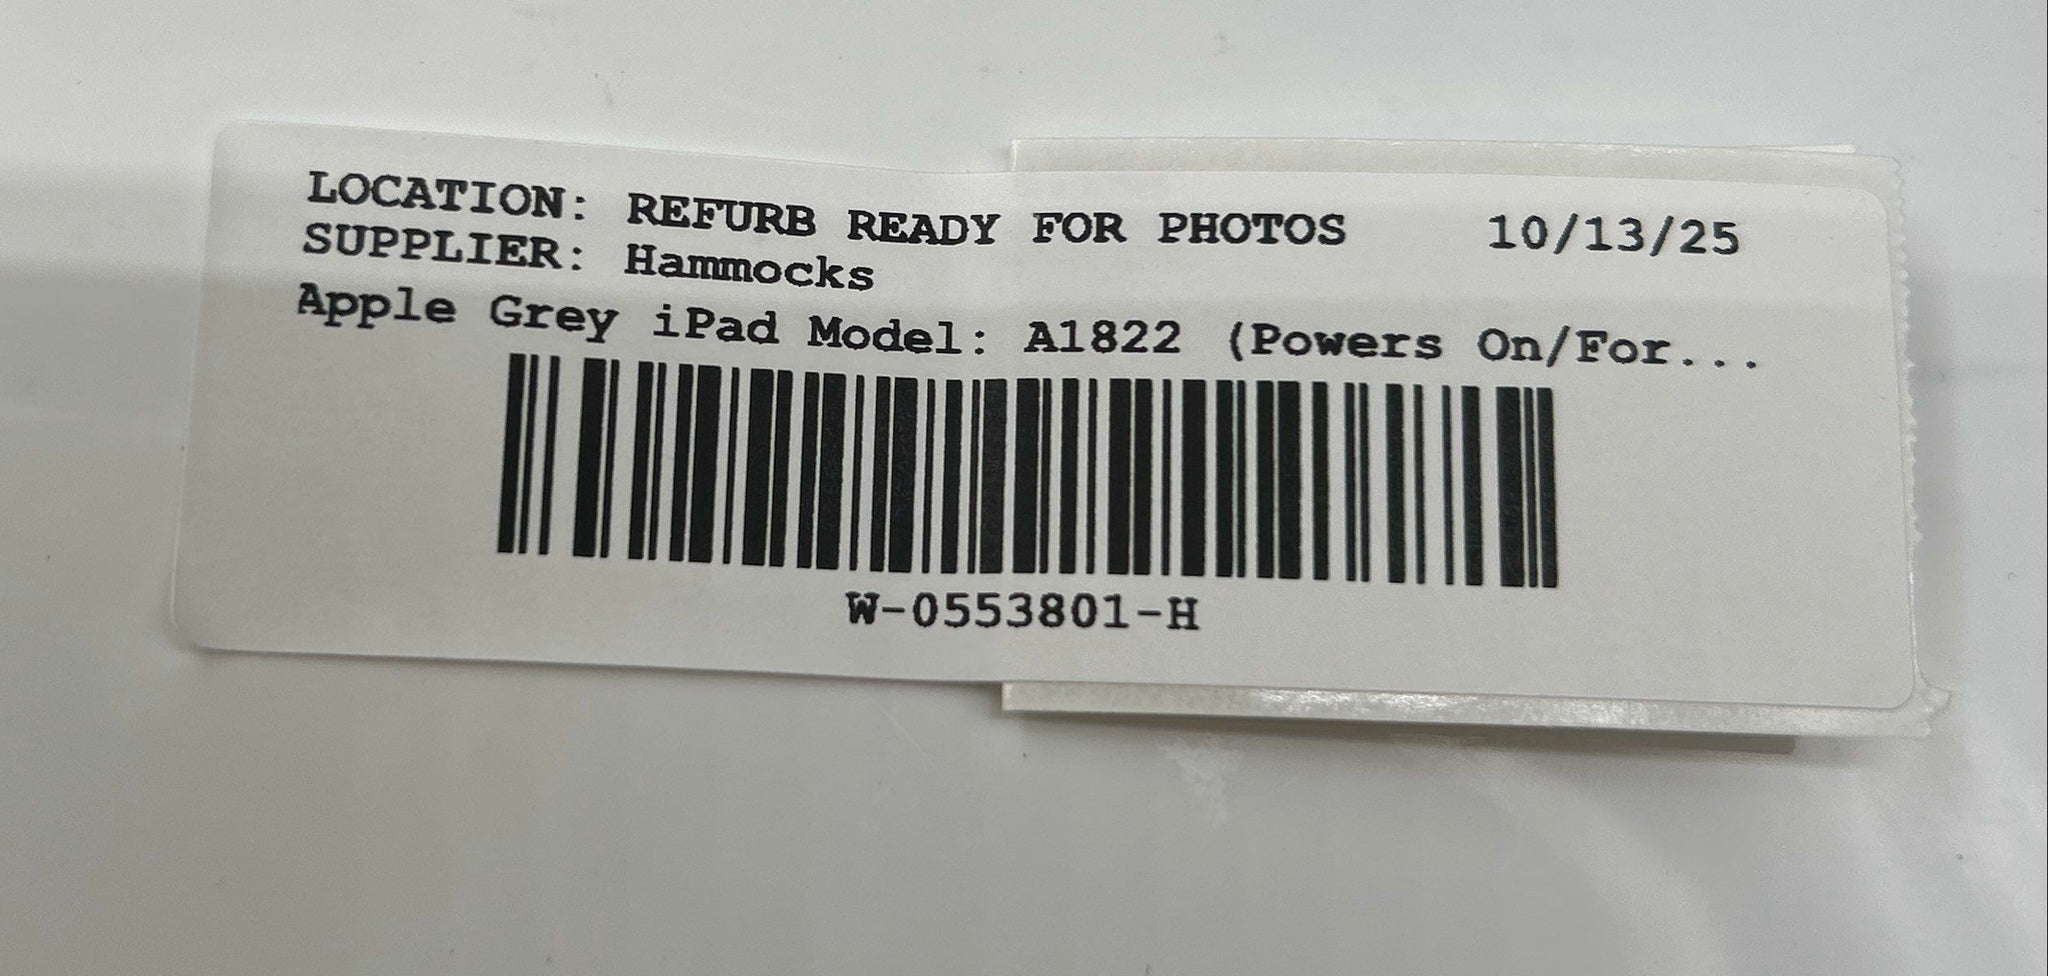 LOCATION: REFURB READY FOR PHOTOS 10/13/25
SUPPLIER: Hammocks
Apple Grey iPad Model: A1822 (Powers On/For...
W-0553801-H